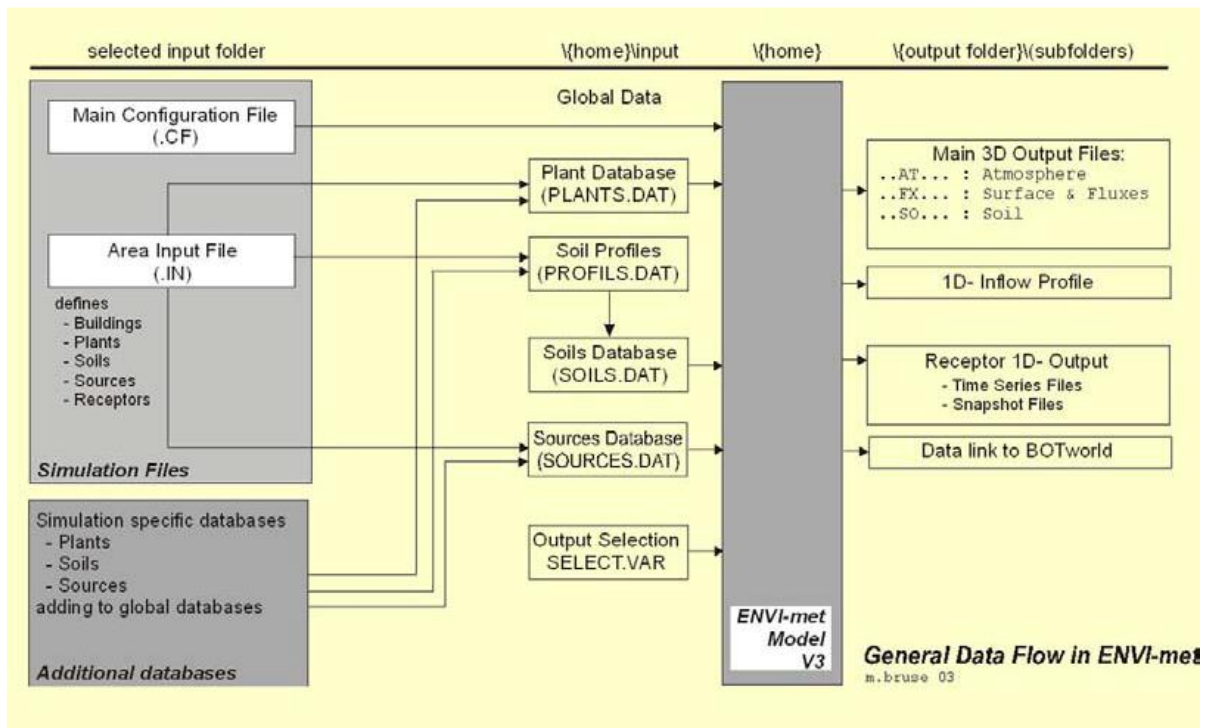 selected input folder
\{home}\input
\{home}
\{output folder}\(subfolders)
Main Configuration File
(.CF)
Area Input File
(.IN)
defines
- Buildings
- Plants
- Soils
- Sources
- Receptors
Simulation Files
Simulation specific databases
- Plants
- Soils
- Sources
adding to global databases
Additional databases
Global Data
Plant Database
(PLANTS.DAT)
Soil Profiles
(PROFILS.DAT)
Soils Database
(SOILS.DAT)
Sources Database
(SOURCES.DAT)
Output Selection
SELECT.VAR
ENVI-met
Model
V3
Main 3D Output Files:
..AT... : Atmosphere
..FX... : Surface & Fluxes
..SO... : Soil
1D- Inflow Profile
Receptor 1D- Output
- Time Series Files
- Snapshot Files
Data link to BOTworld
General Data Flow in ENVI-met
m.bruse 03